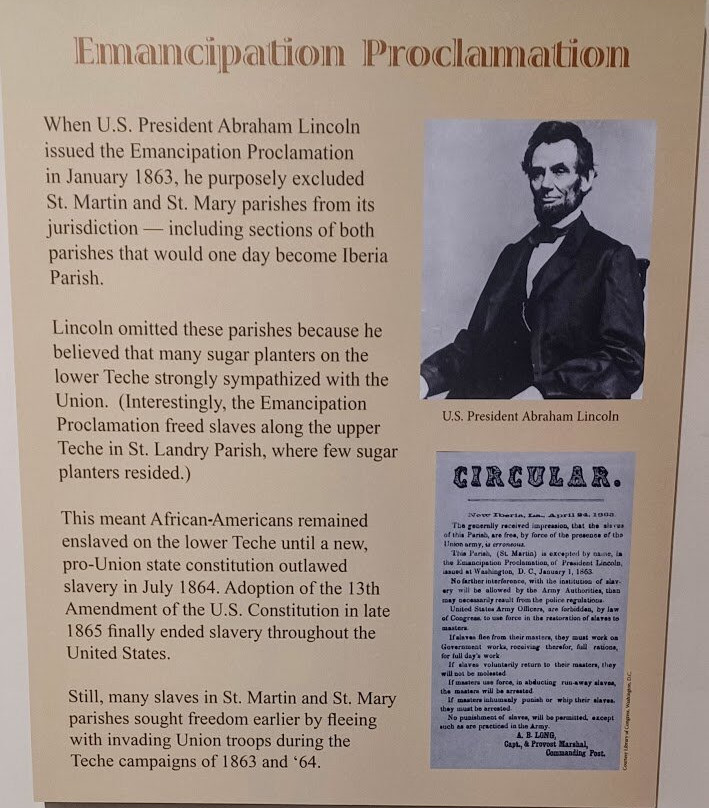 Emancipation Proclamation
When U.S. President Abraham Lincoln
issued the Emancipation Proclamation
in January 1863, he purposely excluded
St. Martin and St. Mary parishes from its
jurisdiction — including sections of both
parishes that would one day become Iberia
Parish.
Lincoln omitted these parishes because he
believed that many sugar planters on the
lower Teche strongly sympathized with the
Union. (Interestingly, the Emancipation
Proclamation freed slaves along the upper
Teche in St. Landry Parish, where few sugar
planters resided.)
This meant African-Americans remained
enslaved on the lower Teche until a new,
pro-Union state constitution outlawed
slavery in July 1864. Adoption of the 13th
Amendment of the U.S. Constitution in late
1865 finally ended slavery throughout the
United States.
Still, many slaves in St. Martin and St. Mary
parishes sought freedom earlier by fleeing
with invading Union troops during the
Teche campaigns of 1863 and ‘64.
U.S. President Abraham Lincoln
CIRCULAR.
New Iberia, La., April 24, 1863.
The generally received impression, that the slaves
of this Parish, are free, by force of the presence of the
Union army, is erroneous.
This Parish, (St. Martin) is excepted by name, in
the Emancipation Proclamation, of President Lincoln,
issued at Washington, D. C., January 1, 1863.
No farther interference, with the institution of slav-
ery will be allowed by the Army Authorities, than
may necessarily result from the police regulations.
United States Army Officers, are forbidden, by law
of Congress, to use force in the restoration of slaves to
masters.
If slaves flee from their masters, they must work on
Government works, receiving therefor, full rations,
for full day's work.
If slaves voluntarily return to their masters, they
will not be molested.
If masters use force, in abducting run-away slaves,
the masters will be arrested.
If masters inhumanly punish or whip their slaves,
they must be arrested.
No punishment of slaves, will be permitted, except
such as are practiced in the Army.
A. B. LONG,
Capt., & Provost Marshal,
Commanding Post.
Courtesy Library of Congress, Washington, D.C.